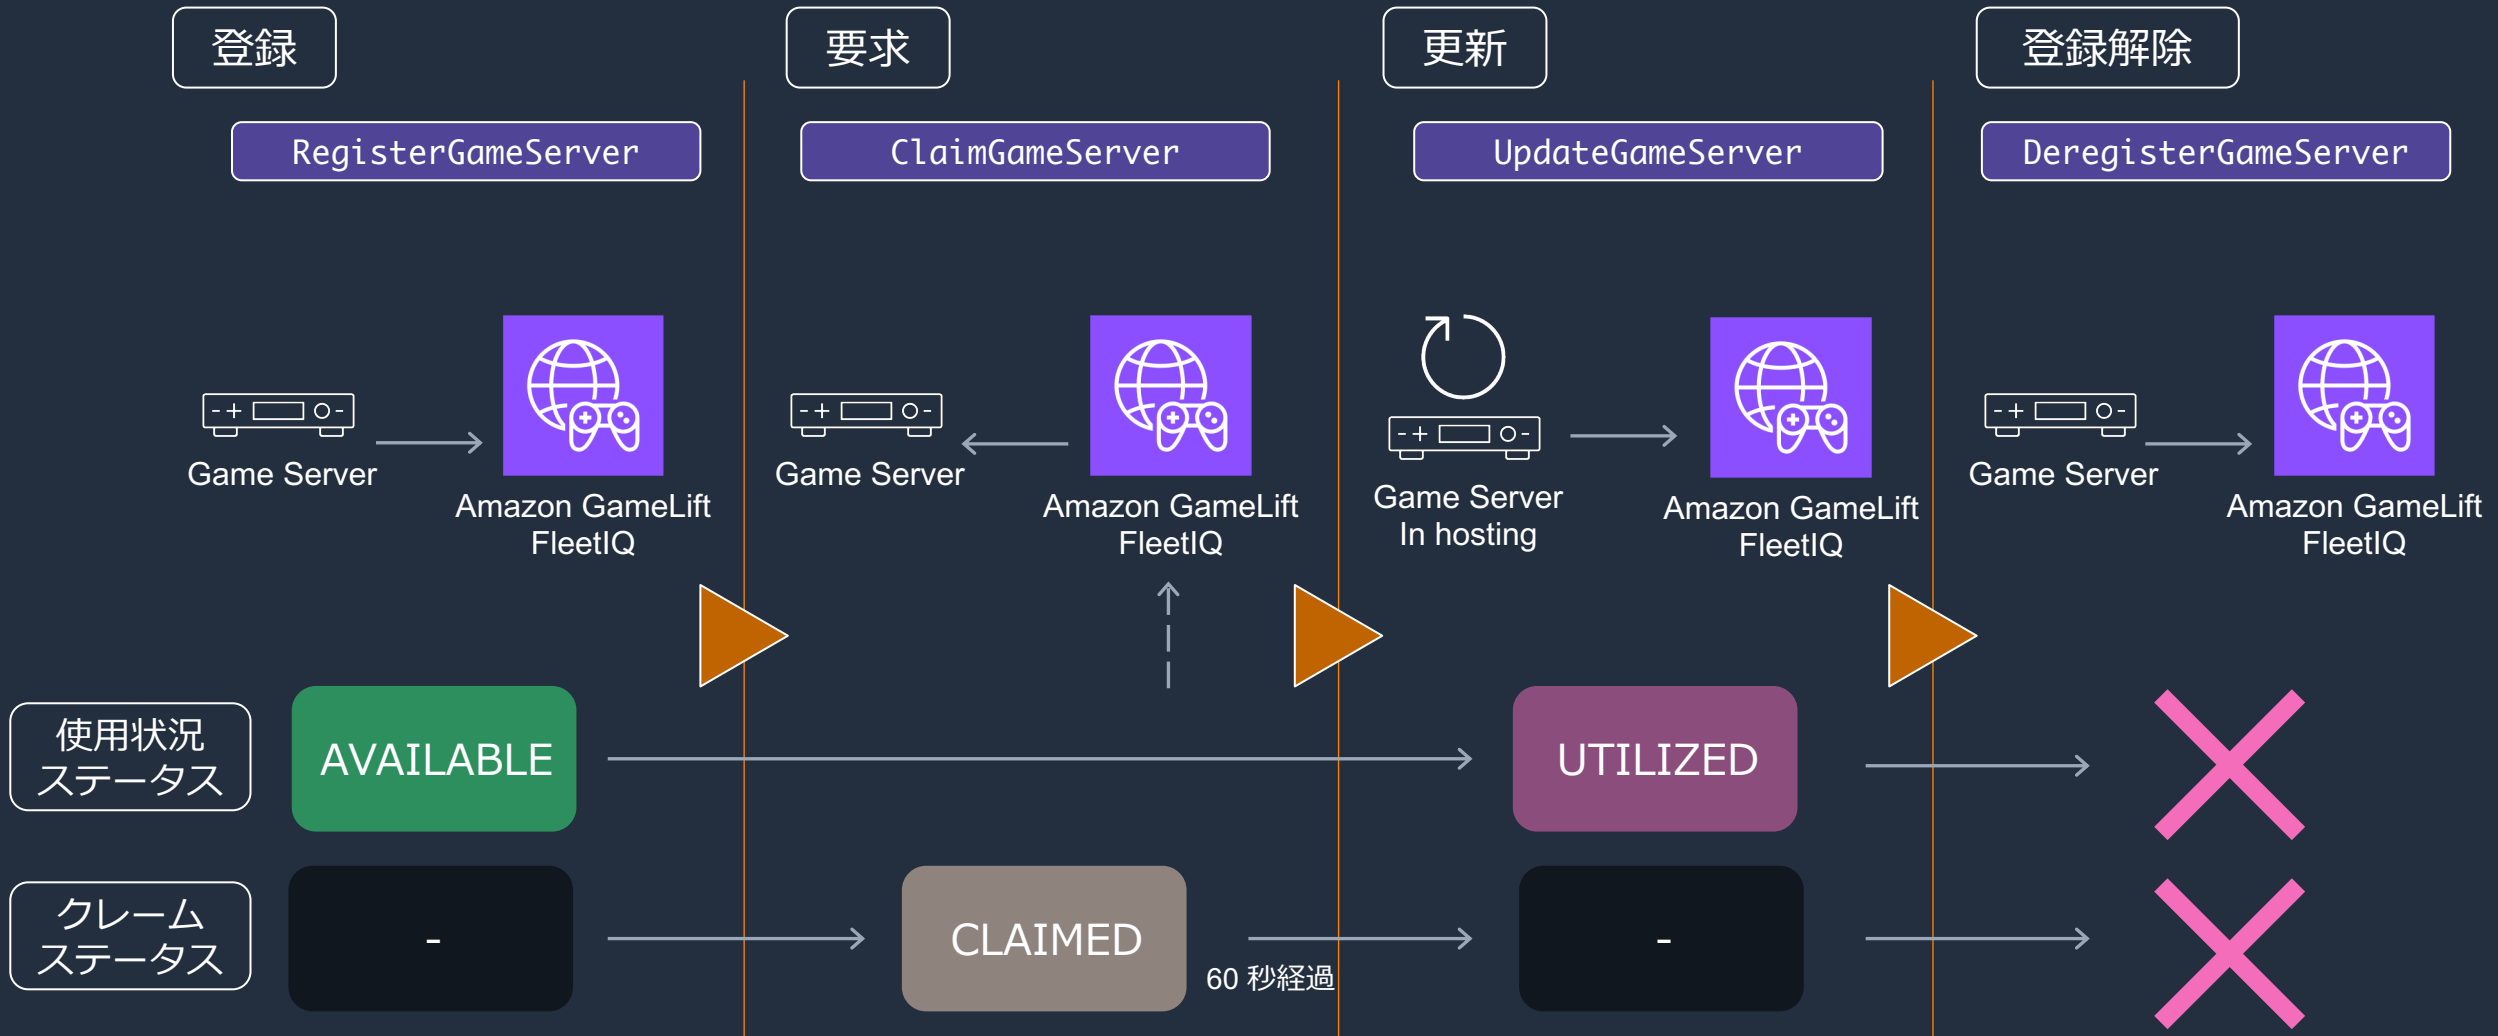 登録
要求
更新
登録解除
RegisterGameServer
ClaimGameServer
UpdateGameServer
DeregisterGameServer
Game Server
Amazon GameLift
FleetIQ
Game Server
Amazon GameLift
FleetIQ
Game Server
In hosting
Amazon GameLift
FleetIQ
Game Server
Amazon GameLift
FleetIQ
使用状況
ステータス
AVAILABLE
UTILIZED
クレーム
ステータス
-
CLAIMED
60 秒経過
-